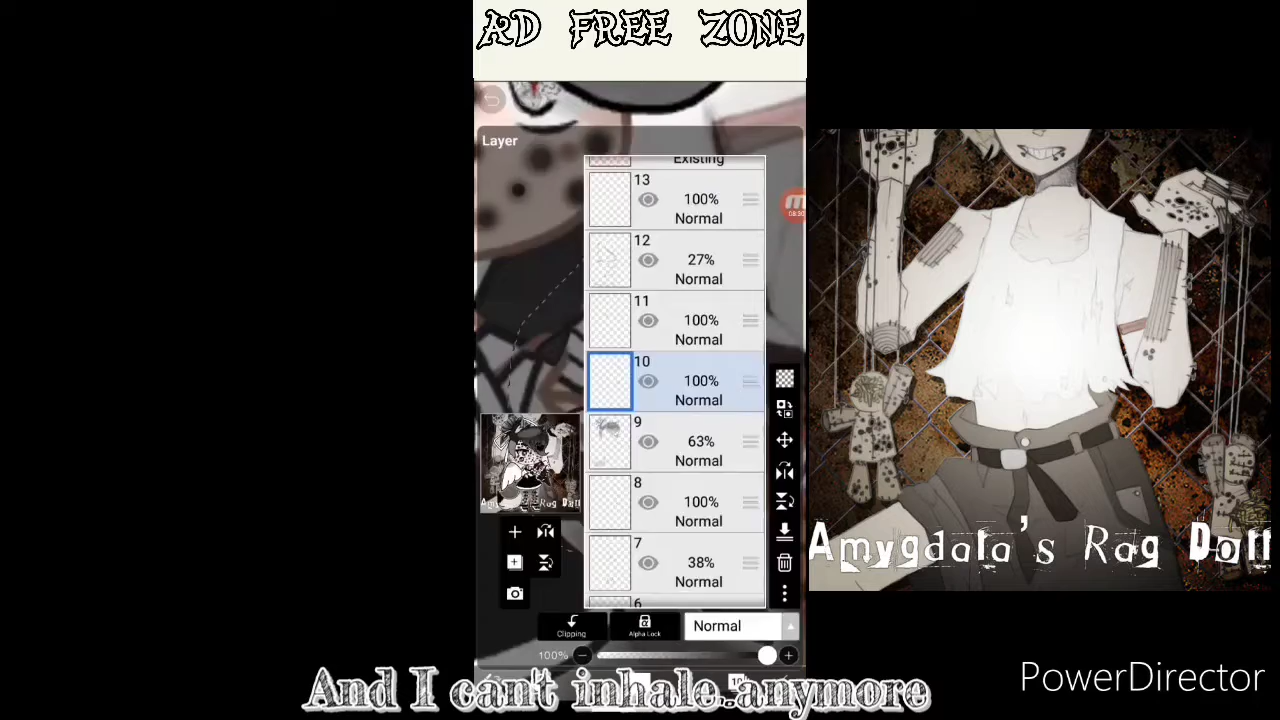 AD FREE ZONE
Layer
Existing
13
100%
Normal
12
27%
Normal
11
100%
Normal
10
100%
Normal
9
63%
Normal
8
100%
Normal
7
38%
Normal
6
Clipping
Alpha Lock
Normal
100%
Amygdala's Rag Doll
And I can't inhale..anymore
PowerDirector